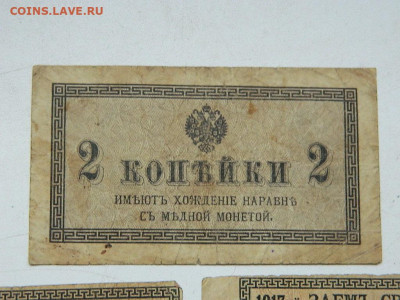 COINS.LAVE.RU
2 КОПѢЙКИ 2
ИМѢЮТЪ ХОЖДЕНІЕ НАРАВНѢ
СЪ МѢДНОЙ МОНЕТОЙ.
1917